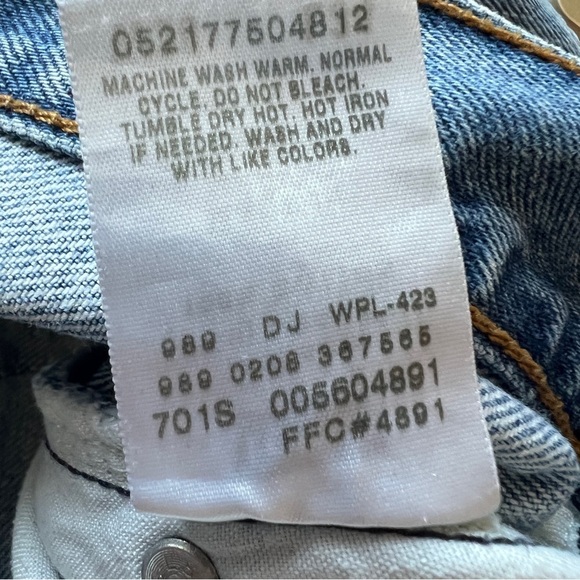 052177504812
MACHINE WASH WARM. NORMAL
CYCLE. DO NOT BLEACH.
TUMBLE DRY HOT. HOT IRON
IF NEEDED. WASH AND DRY
WITH LIKE COLORS.
989 DJ WPL-423
989 0208 367565
701S 005604891
FFC#4891